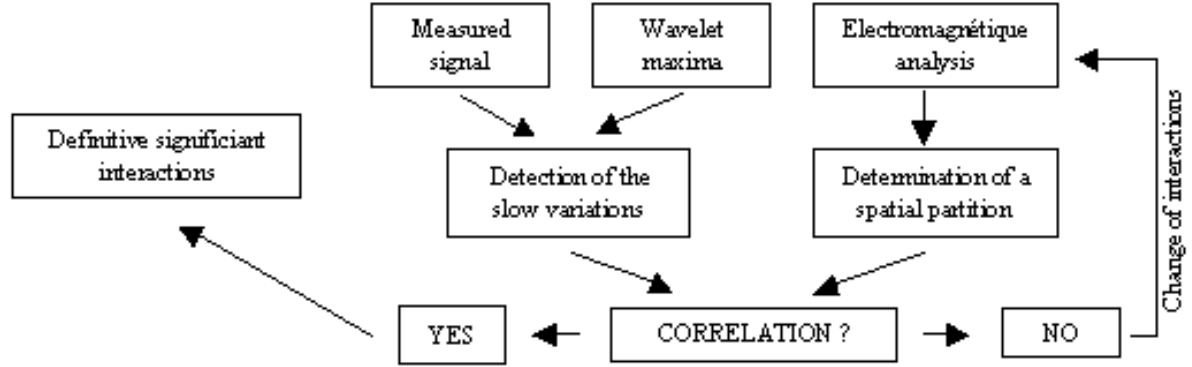 Measured
signal
Wavelet
maxima
Electromagnétique
analysis
Definitive significiant
interactions
Detection of the
slow variations
Determination of a
spatial partition
Change of interactions
YES
CORRELATION ?
NO